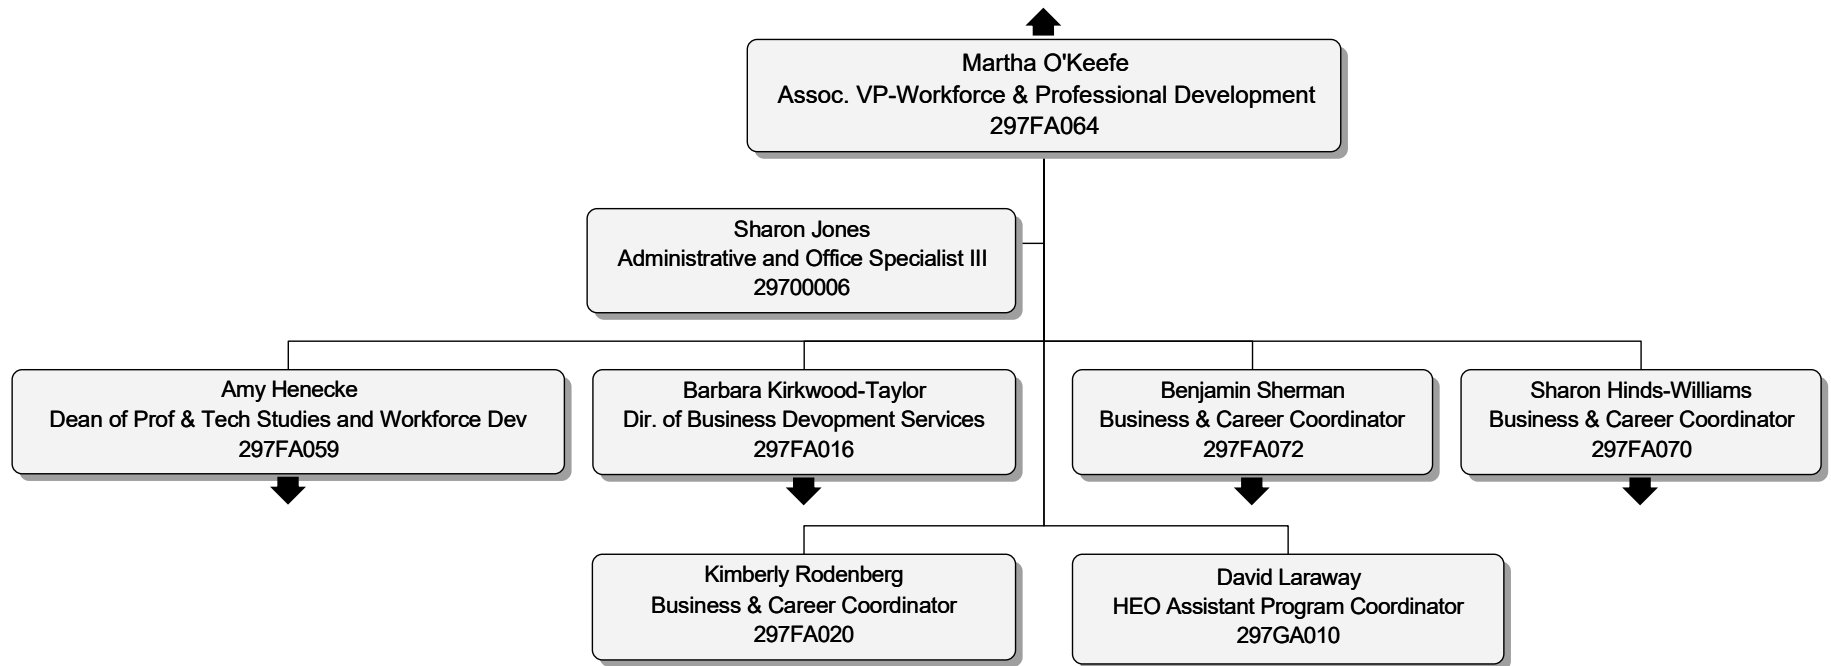 Martha O'Keefe
Assoc. VP-Workforce & Professional Development
297FA064
Sharon Jones
Administrative and Office Specialist III
29700006
Amy Henecke
Dean of Prof & Tech Studies and Workforce Dev
297FA059
Barbara Kirkwood-Taylor
Dir. of Business Devopment Services
297FA016
Benjamin Sherman
Business & Career Coordinator
297FA072
Sharon Hinds-Williams
Business & Career Coordinator
297FA070
Kimberly Rodenberg
Business & Career Coordinator
297FA020
David Laraway
HEO Assistant Program Coordinator
297GA010